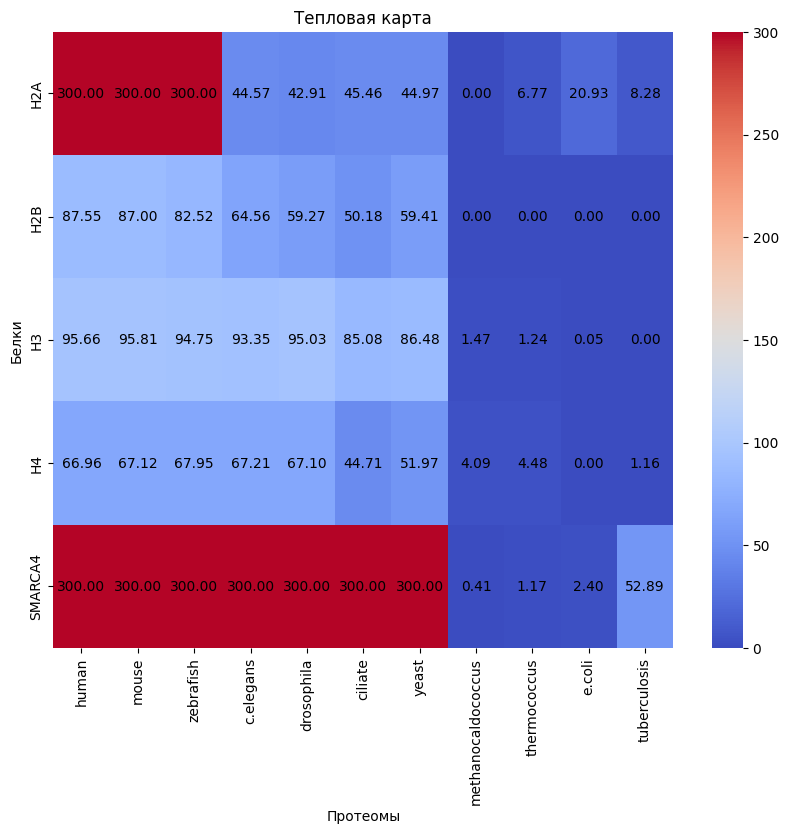 Тепловая карта
H2A 300.00 300.00 300.00 44.57 42.91 45.46 44.97 0.00 6.77 20.93 8.28
H2B 87.55 87.00 82.52 64.56 59.27 50.18 59.41 0.00 0.00 0.00 0.00
H3 95.66 95.81 94.75 93.35 95.03 85.08 86.48 1.47 1.24 0.05 0.00
H4 66.96 67.12 67.95 67.21 67.10 44.71 51.97 4.09 4.48 0.00 1.16
SMARCA4 300.00 300.00 300.00 300.00 300.00 300.00 300.00 0.41 1.17 2.40 52.89
Белки
human mouse zebrafish c.elegans drosophila ciliate yeast methanocaldococcus thermococcus e.coli tuberculosis
Протеомы
300
250
200
150
100
50
0